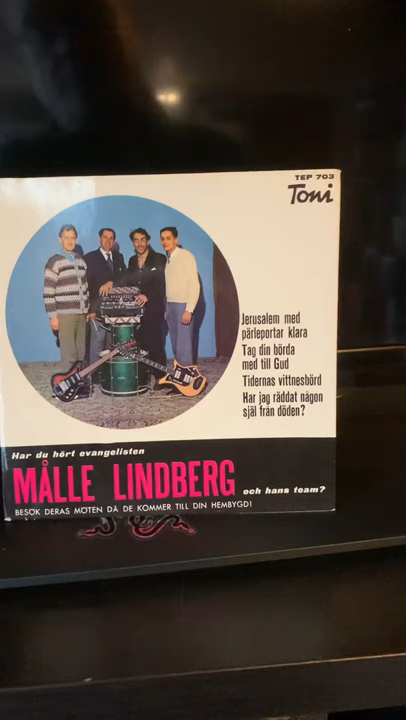 TEP 703
Toni
Jerusalem med
pärleportar klara
Tag din börda
med till Gud
Tidernas vittnesbörd
Har jag räddat någon
själ från döden?
Har du hört evangelisten
MÅLLE LINDBERG och hans team?
BESÖK DERAS MÖTEN DÅ DE KOMMER TILL DIN HEMBYGD!